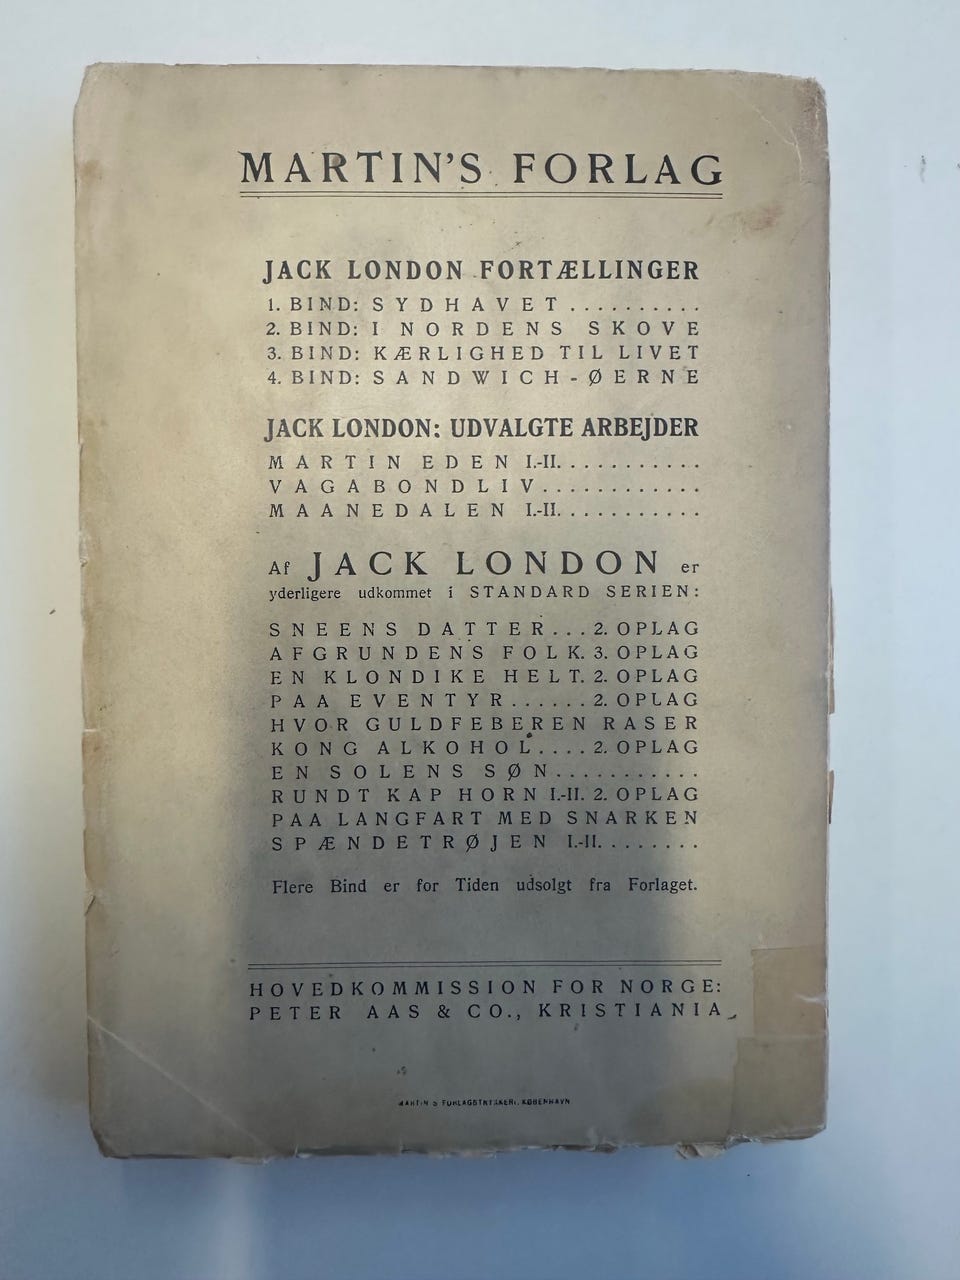 MARTIN'S FORLAG
JACK LONDON FORTÆLLINGER
1. BIND: SYDHAVET ..........
2. BIND: I NORDENS SKOVE
3. BIND: KÆRLIGHED TIL LIVET
4. BIND: SANDWICH-ØERNE
JACK LONDON: UDVALGTE ARBEJDER
MARTIN EDEN I.-II. ...........
VAGABONDLIV ............
MAANEDALEN I.-II. ...........
Af JACK LONDON er
yderligere udkommet i STANDARD SERIEN:
SNEENS DATTER ... 2. OPLAG
AFGRUNDENS FOLK. 3. OPLAG
EN KLONDIKE HELT. 2. OPLAG
PAA EVENTYR ...... 2. OPLAG
HVOR GULDFEBEREN RASER
KONG ALKOHOL .... 2. OPLAG
EN SOLENS SØN ...........
RUNDT KAP HORN I.-II. 2. OPLAG
PAA LANGFART MED SNARKEN
SPÆNDETRØJEN I.-II. .......
Flere Bind er for Tiden udsolgt fra Forlaget.
HOVEDKOMMISSION FOR NORGE:
PETER AAS & CO., KRISTIANIA
MARTIN'S FORLAGSTRYKKERI, KØBENHAVN